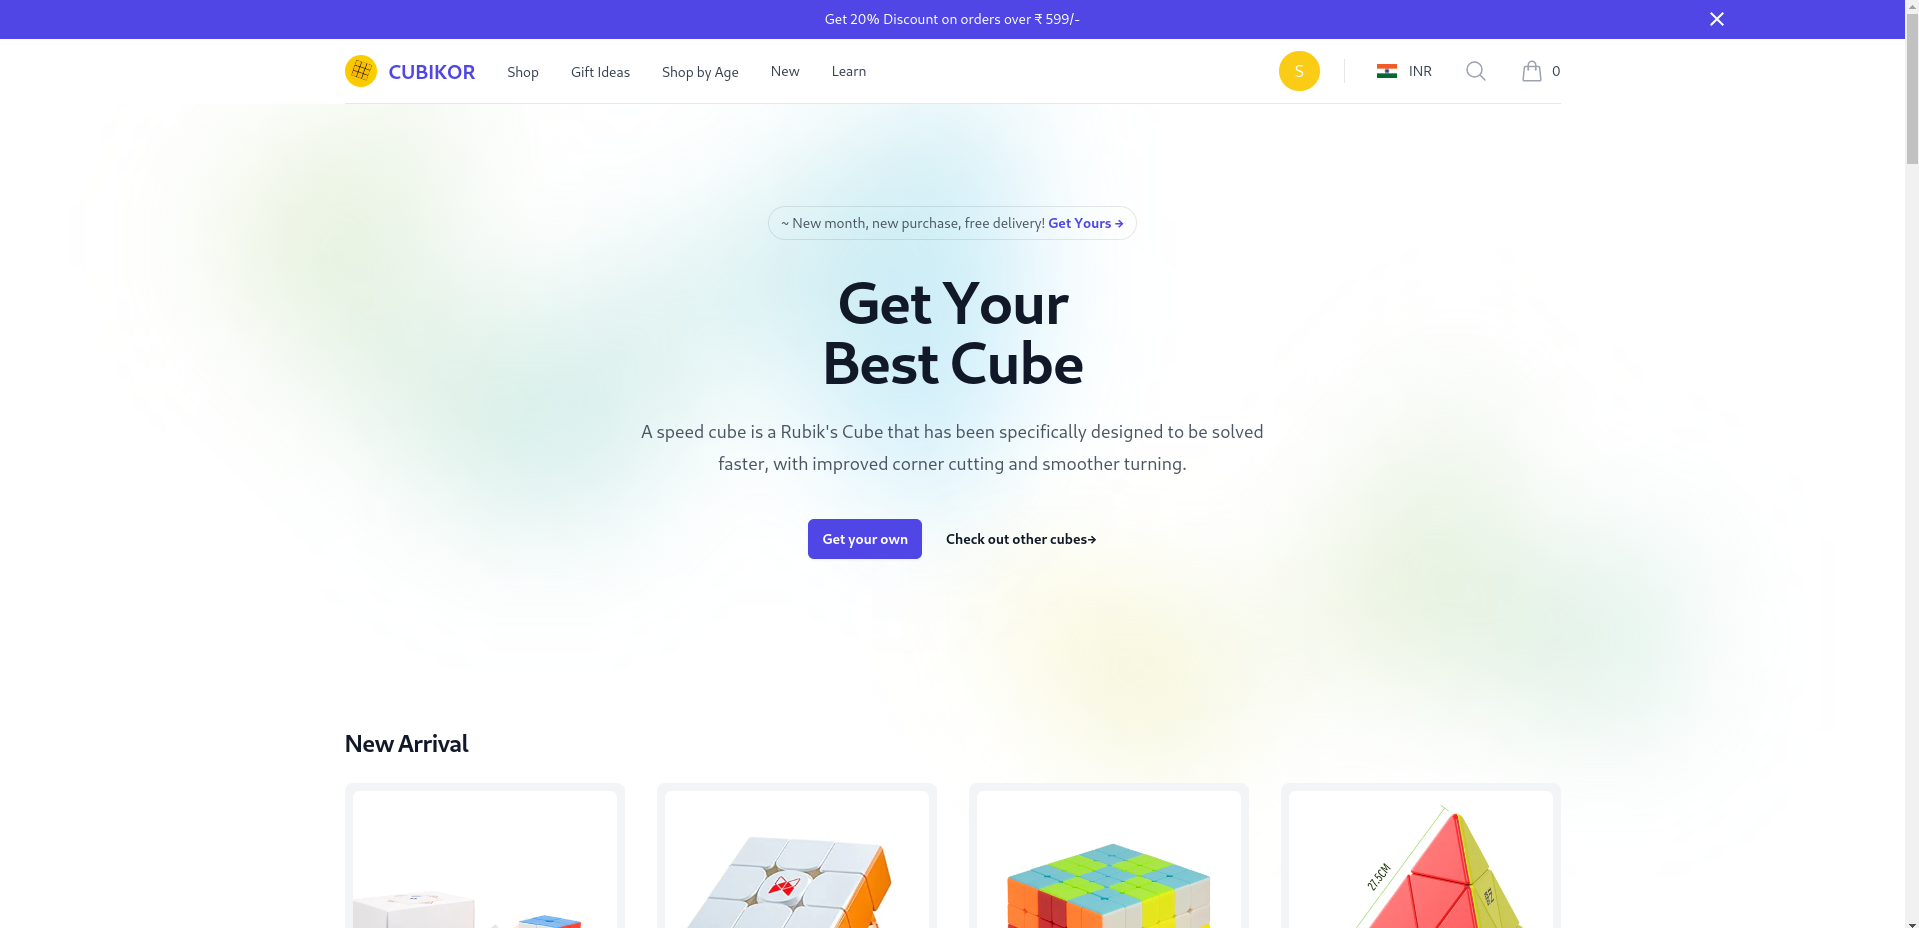 Get 20% Discount on orders over ₹ 599/-
CUBIKOR
Shop
Gift Ideas
Shop by Age
New
Learn
S
INR
0
~ New month, new purchase, free delivery! Get Yours →
Get Your
Best Cube
A speed cube is a Rubik's Cube that has been specifically designed to be solved
faster, with improved corner cutting and smoother turning.
Get your own
Check out other cubes→
New Arrival
27.5CM